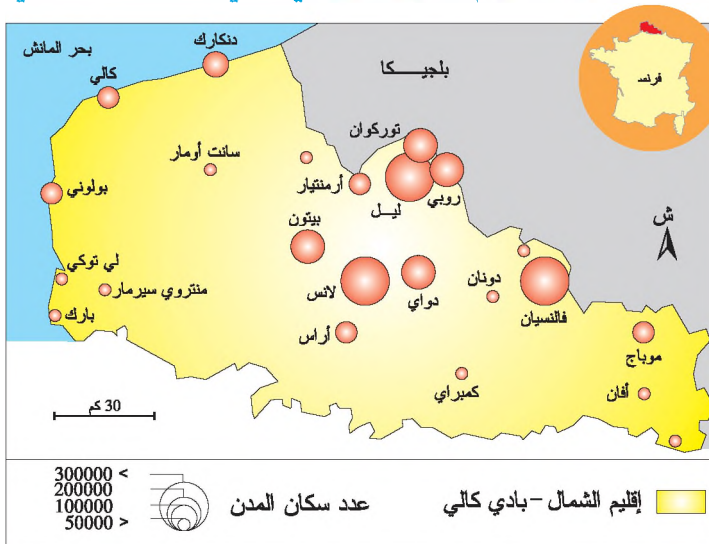 بحر المانش
دنكارك
كالي
بلجيكا
فرنسا
توركوان
سانت أومار
أرمنتيار
ليل
روبي
بولوني
بيتون
ش
لي توكي
منتروي سيرمار
لانس
دواي
دونان
فالنسيان
بارك
أراس
موباج
كمبراي
أفان
30 كم
300000 <
200000
100000
50000 >
عدد سكان المدن
إقليم الشمال – بادي كالي